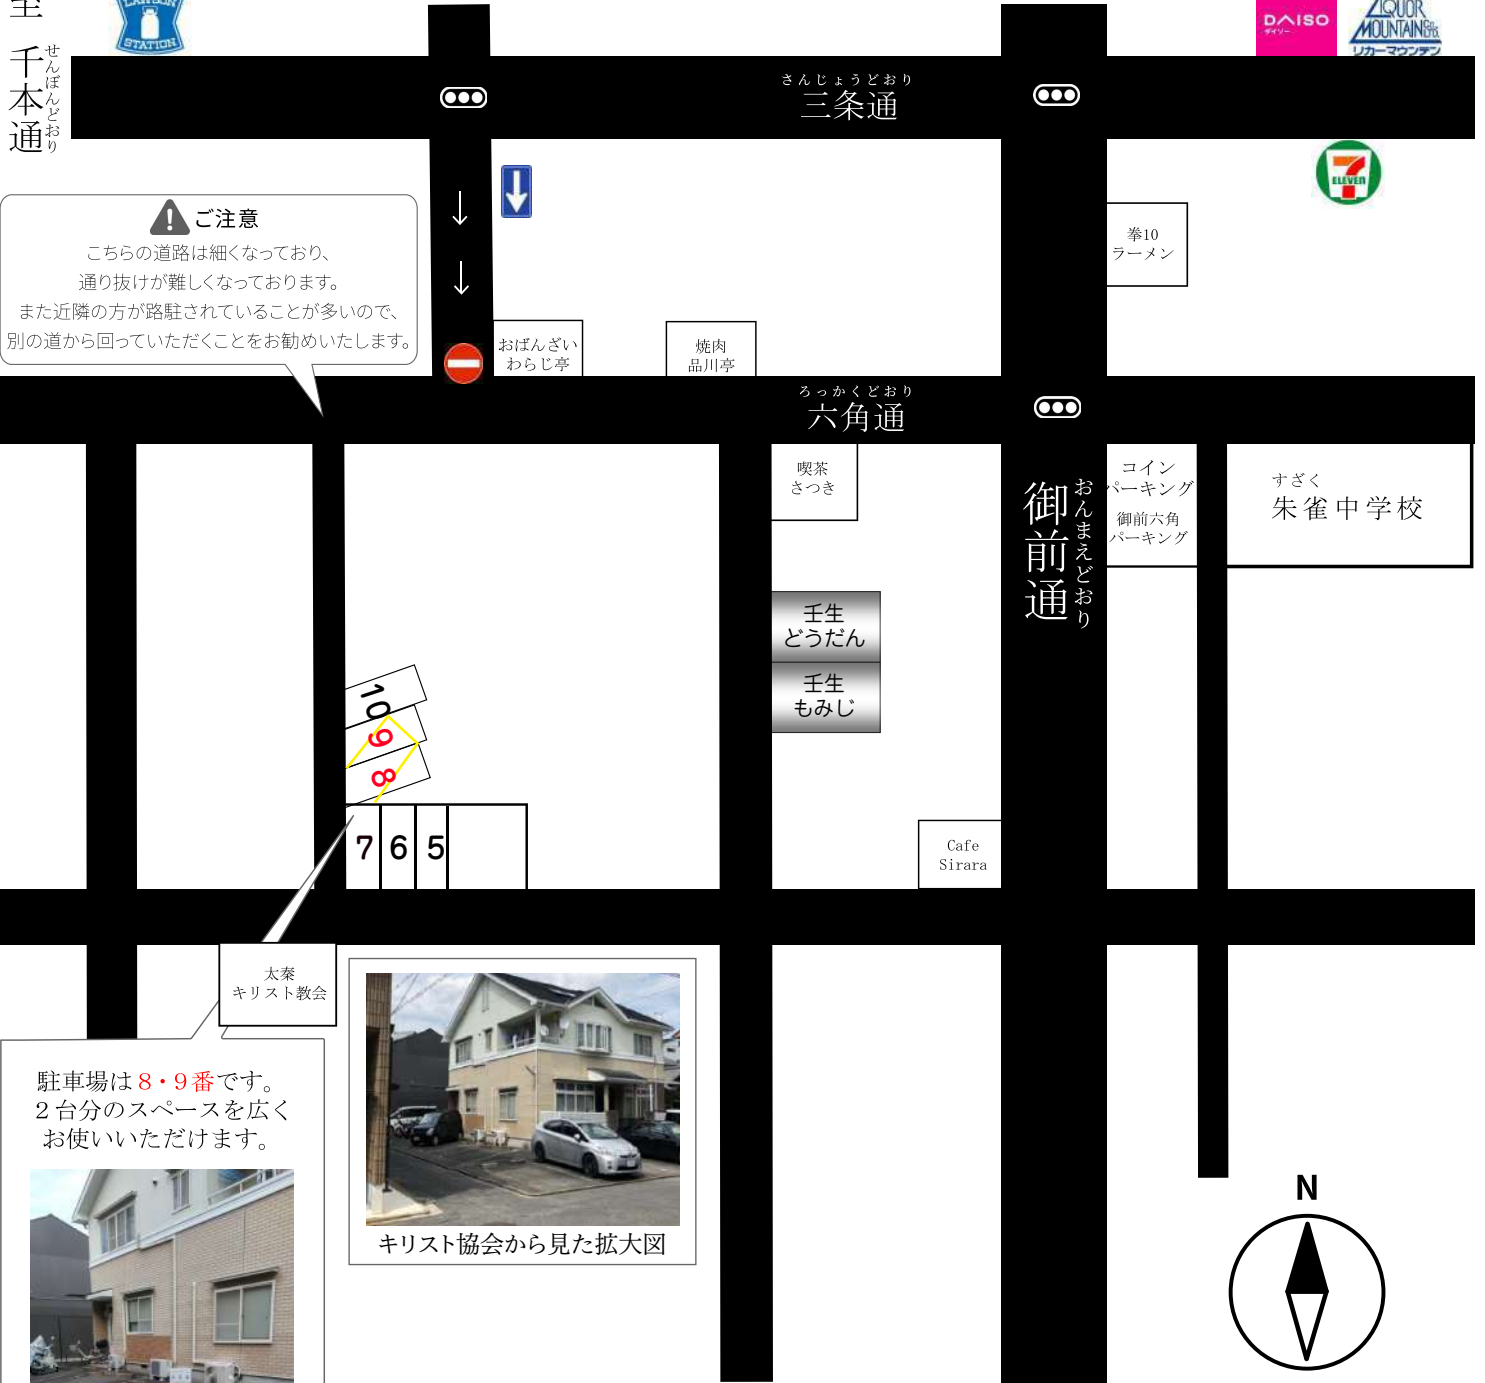 LAWSON
STATION
DAISO
ダイソー
LIQUOR
MOUNTAIN
リカーマウンテン
至 千本通
せんぼんどおり
さんじょうどおり
三条通
7
ELEVEN
ご注意
こちらの道路は細くなっており、
通り抜けが難しくなっております。
また近隣の方が路駐されていることが多いので、
別の道から回っていただくことをお勧めいたします。
拳10
ラーメン
おばんざい
わらじ亭
焼肉
品川亭
ろっかくどおり
六角通
喫茶
さつき
おんまえどおり
御前通
コイン
パーキング
御前六角
パーキング
すざく
朱雀中学校
壬生
どうだん
壬生
もみじ
10
9
8
7 6 5
Cafe
Sirara
太秦
キリスト教会
駐車場は8・9番です。
2台分のスペースを広く
お使いいただけます。
キリスト協会から見た拡大図
N